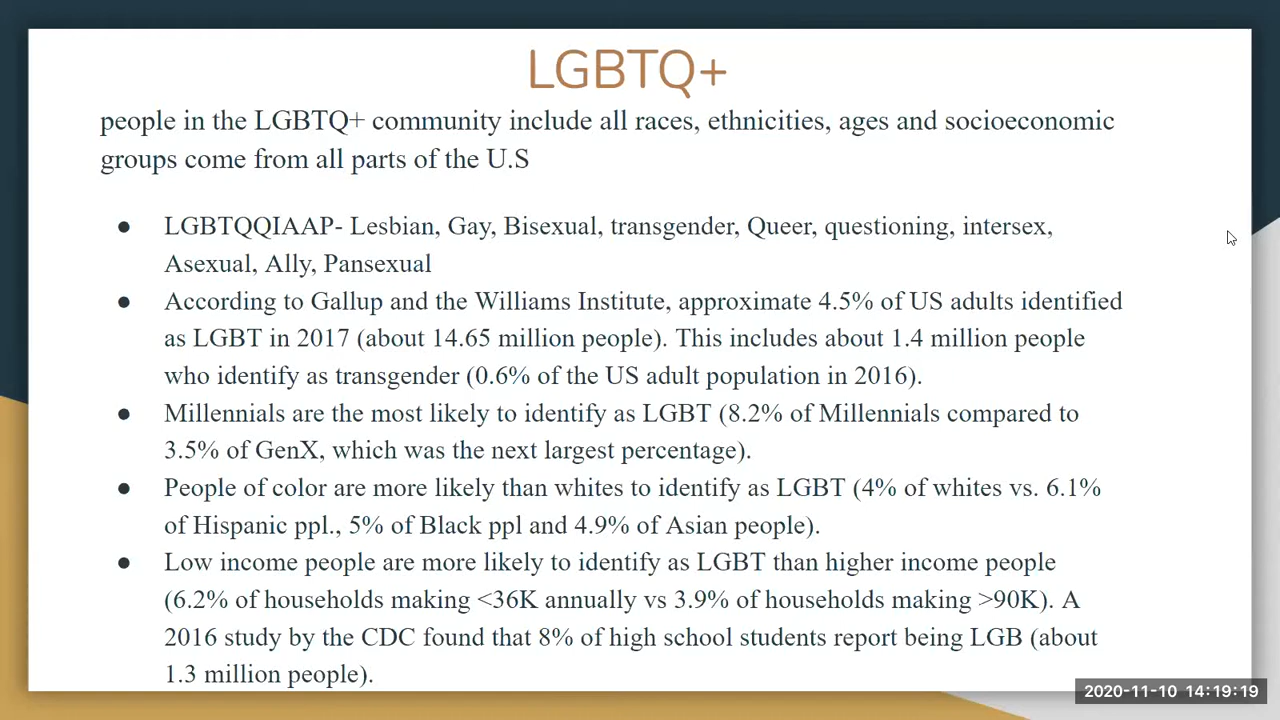 LGBTQ+
people in the LGBTQ+ community include all races, ethnicities, ages and socioeconomic
groups come from all parts of the U.S
● LGBTQQIAAP- Lesbian, Gay, Bisexual, transgender, Queer, questioning, intersex,
Asexual, Ally, Pansexual
● According to Gallup and the Williams Institute, approximate 4.5% of US adults identified
as LGBT in 2017 (about 14.65 million people). This includes about 1.4 million people
who identify as transgender (0.6% of the US adult population in 2016).
● Millennials are the most likely to identify as LGBT (8.2% of Millennials compared to
3.5% of GenX, which was the next largest percentage).
● People of color are more likely than whites to identify as LGBT (4% of whites vs. 6.1%
of Hispanic ppl., 5% of Black ppl and 4.9% of Asian people).
● Low income people are more likely to identify as LGBT than higher income people
(6.2% of households making <36K annually vs 3.9% of households making >90K). A
2016 study by the CDC found that 8% of high school students report being LGB (about
1.3 million people).
2020-11-10 14:19:19